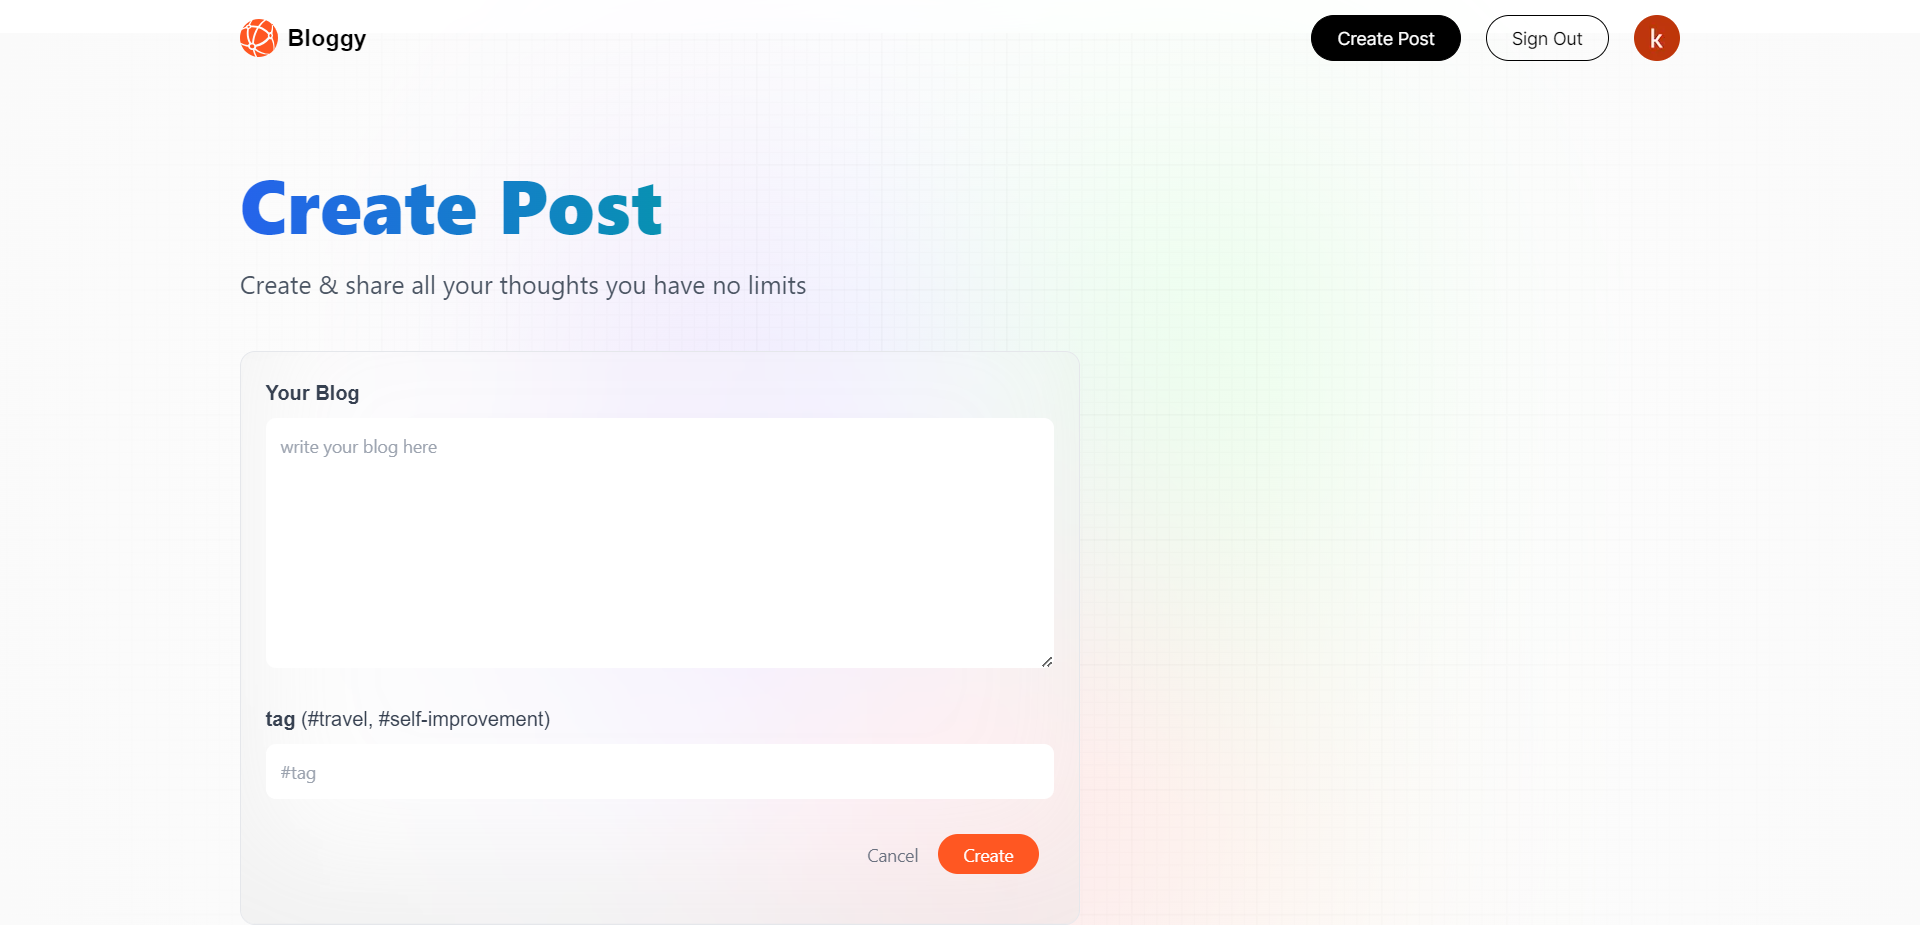 Bloggy
Create Post
Sign Out
k
Create Post
Create & share all your thoughts you have no limits
Your Blog
write your blog here
tag (#travel, #self-improvement)
#tag
Cancel
Create